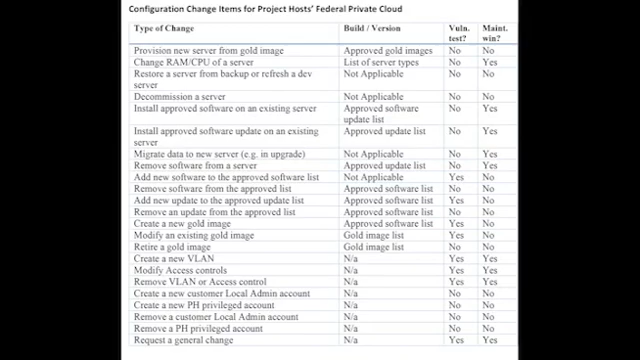 Configuration Change Items for Project Hosts' Federal Private Cloud
Type of Change Build / Version Vuln. test? Maint. win?
Provision new server from gold image Approved gold images No No
Change RAM/CPU of a server List of server types No Yes
Restore a server from backup or refresh a dev server Not Applicable No No
Decommission a server Not Applicable No No
Install approved software on an existing server Approved software update list No Yes
Install approved software update on an existing server Approved update list No Yes
Migrate data to new server (e.g. in upgrade) Not Applicable No Yes
Remove software from a server Approved update list No Yes
Add new software to the approved software list Not Applicable Yes No
Remove software from the approved list Approved software list No No
Add new update to the approved update list Approved software list Yes No
Remove an update from the approved list Approved software list No No
Create a new gold image Approved software list Yes No
Modify an existing gold image Gold image list Yes No
Retire a gold image Gold image list No No
Create a new VLAN N/a Yes Yes
Modify Access controls N/a Yes Yes
Remove VLAN or Access control N/a Yes Yes
Create a new customer Local Admin account N/a No No
Create a new PH privileged account N/a No No
Remove a customer Local Admin account N/a No No
Remove a PH privileged account N/a No No
Request a general change N/a Yes Yes